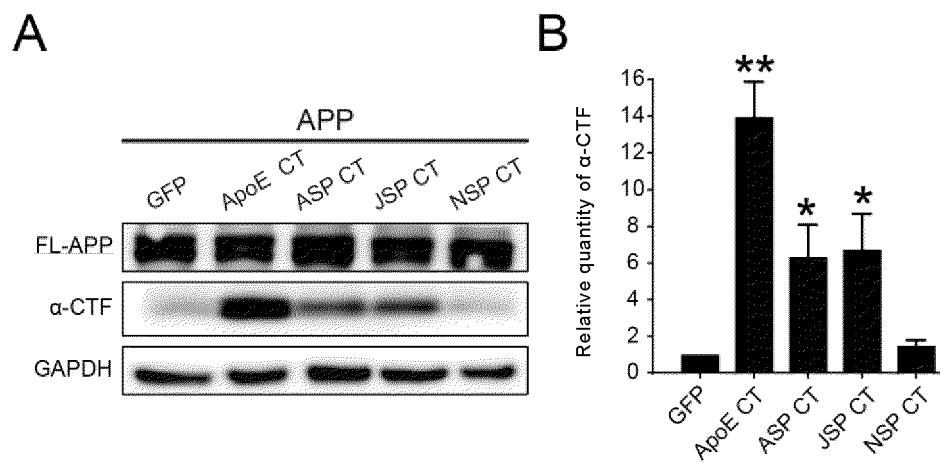 A
APP
GFP
ApoE CT
ASP CT
JSP CT
NSP CT
FL-APP
α-CTF
GAPDH
B
Relative quantity of α-CTF
16
14
12
10
8
6
4
2
0
**
*
*
GFP
ApoE CT
ASP CT
JSP CT
NSP CT